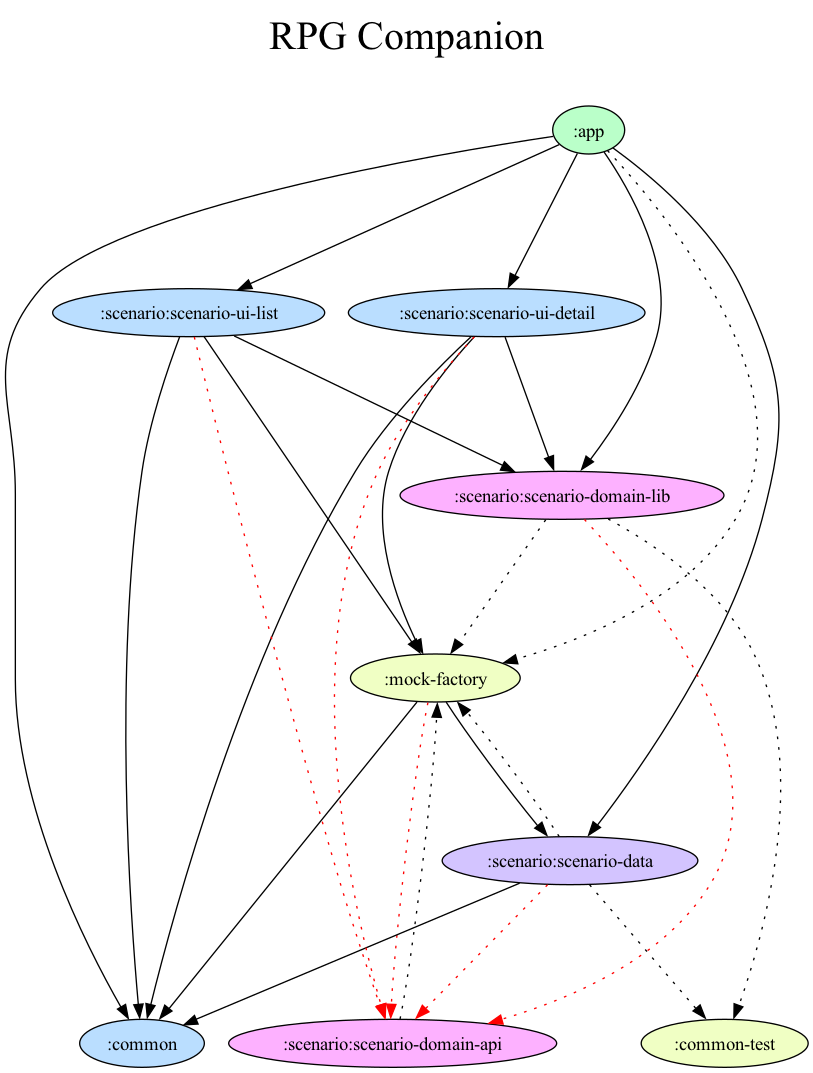 RPG Companion
:app
:scenario:scenario-ui-list
:scenario:scenario-ui-detail
:scenario:scenario-domain-lib
:mock-factory
:scenario:scenario-data
:common
:scenario:scenario-domain-api
:common-test